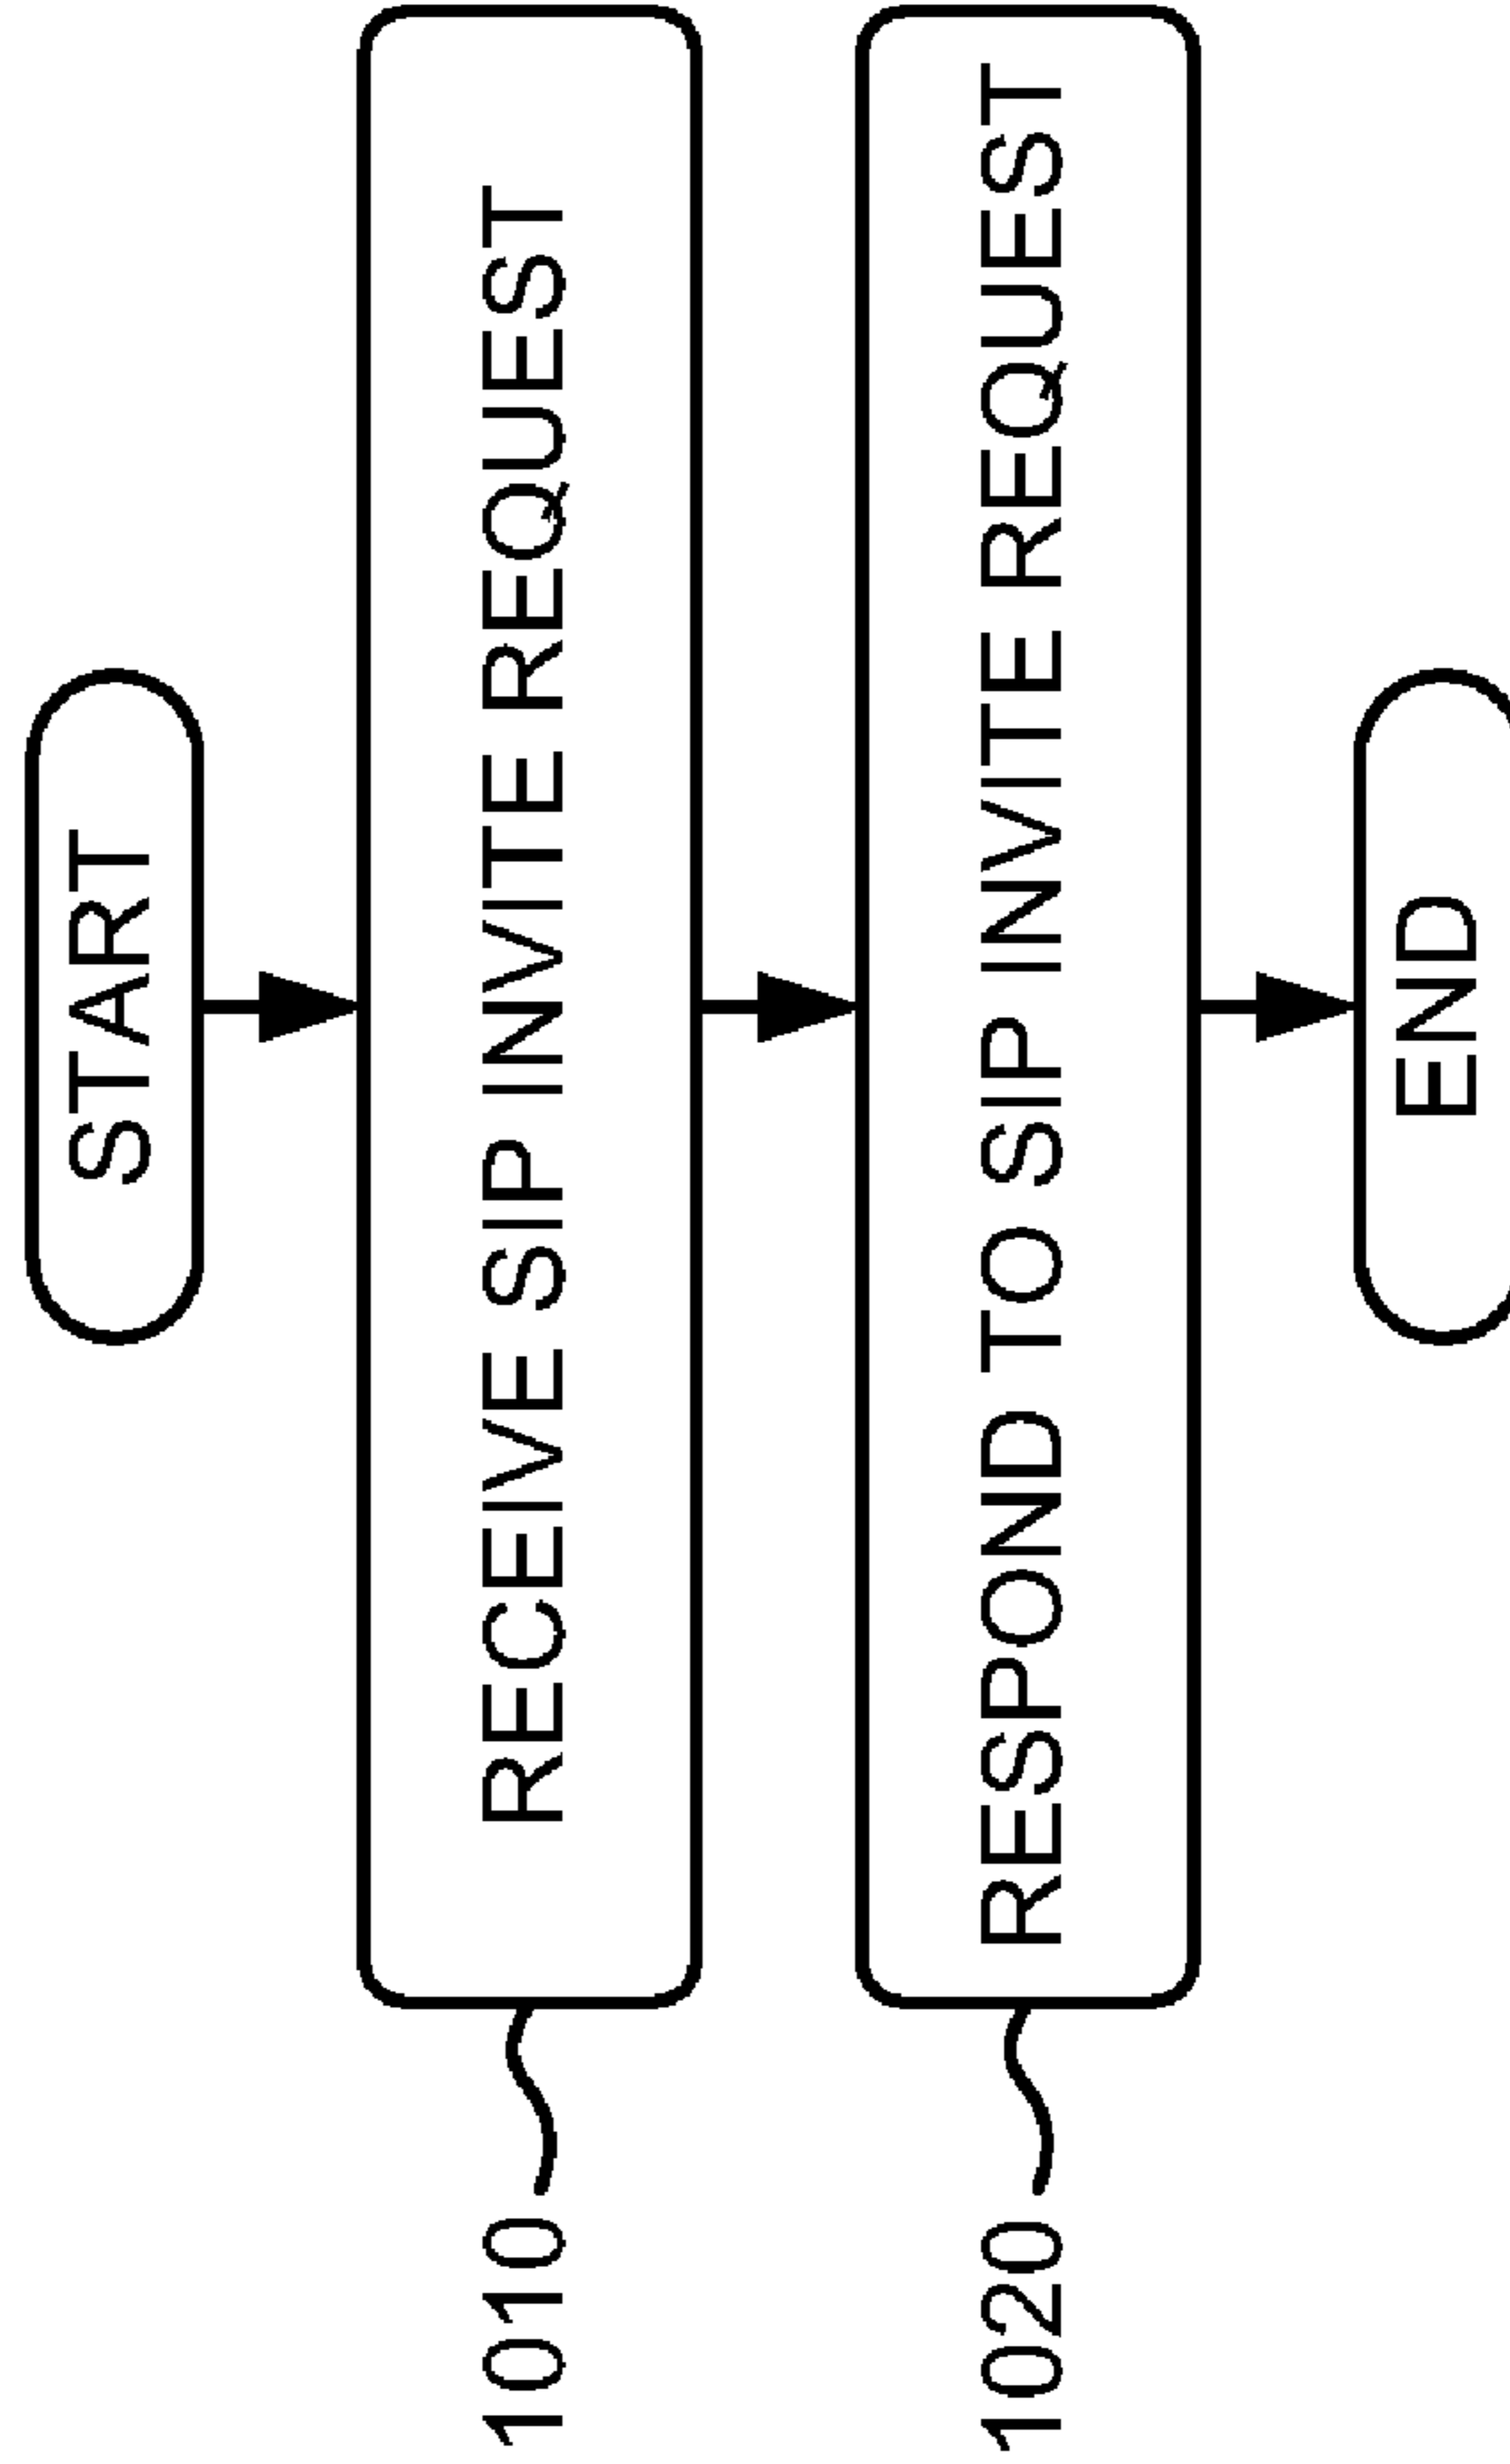 START
1010
RECEIVE SIP INVITE REQUEST
1020
RESPOND TO SIP INVITE REQUEST
END